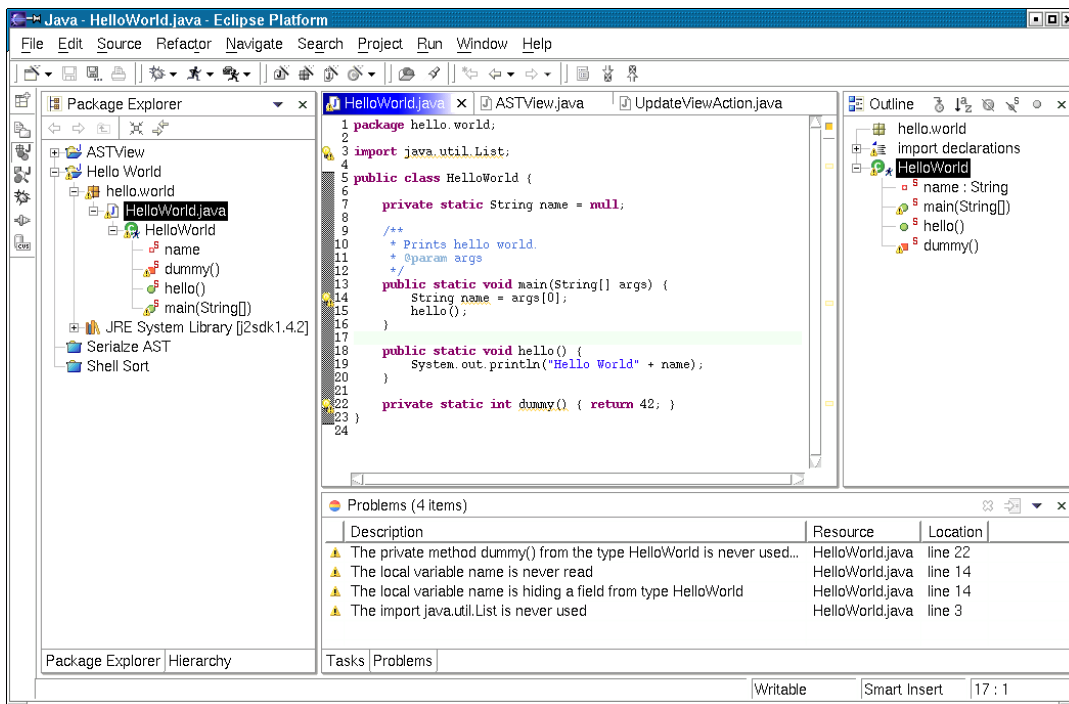 Java - HelloWorld.java - Eclipse Platform
File Edit Source Refactor Navigate Search Project Run Window Help
Package Explorer
ASTView
Hello World
hello.world
HelloWorld.java
HelloWorld
name
dummy()
hello()
main(String[])
JRE System Library [j2sdk1.4.2]
Serialze AST
Shell Sort
Package Explorer Hierarchy
HelloWorld.java ASTView.java UpdateViewAction.java
1 package hello.world;
2
3 import java.util.List;
4
5 public class HelloWorld {
6
7 private static String name = null;
8
9 /**
10 * Prints hello world.
11 * @param args
12 */
13 public static void main(String[] args) {
14 String name = args[0];
15 hello();
16 }
17
18 public static void hello() {
19 System.out.println("Hello World" + name);
20 }
21
22 private static int dummy() { return 42; }
23 }
24
Outline
hello.world
import declarations
HelloWorld
name : String
main(String[])
hello()
dummy()
Problems (4 items)
Description Resource Location
The private method dummy() from the type HelloWorld is never used... HelloWorld.java line 22
The local variable name is never read HelloWorld.java line 14
The local variable name is hiding a field from type HelloWorld HelloWorld.java line 14
The import java.util.List is never used HelloWorld.java line 3
Tasks Problems
Writable Smart Insert 17 : 1